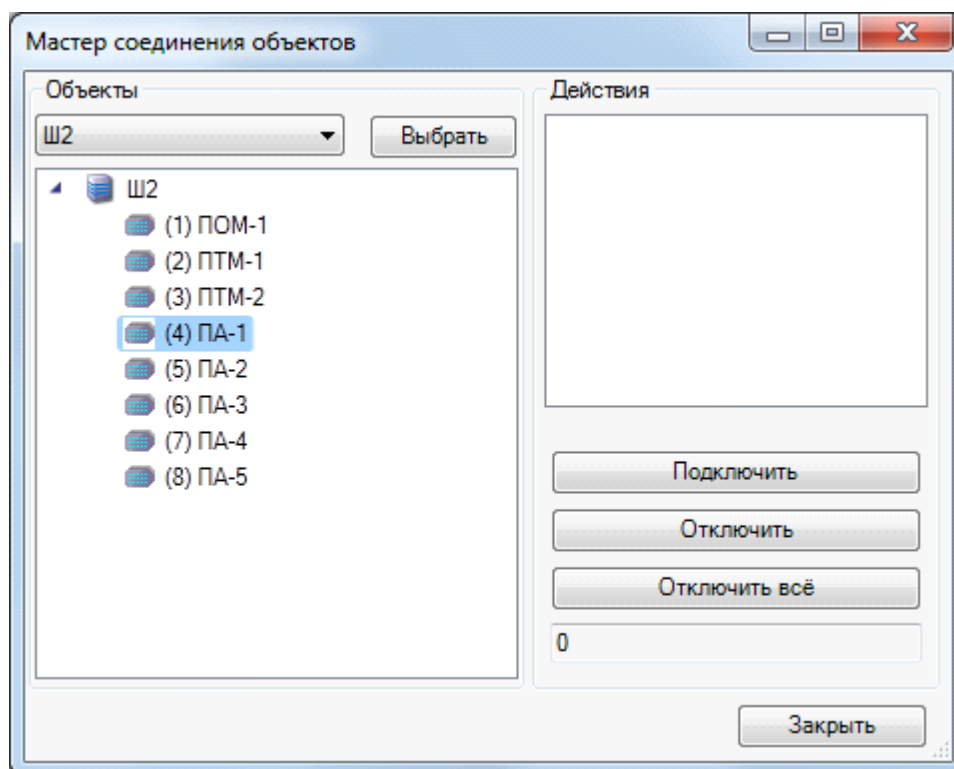 Мастер соединения объектов
Объекты
Ш2
Выбрать
Ш2
(1) ПОМ-1
(2) ПТМ-1
(3) ПТМ-2
(4) ПА-1
(5) ПА-2
(6) ПА-3
(7) ПА-4
(8) ПА-5
Действия
Подключить
Отключить
Отключить всё
0
Закрыть